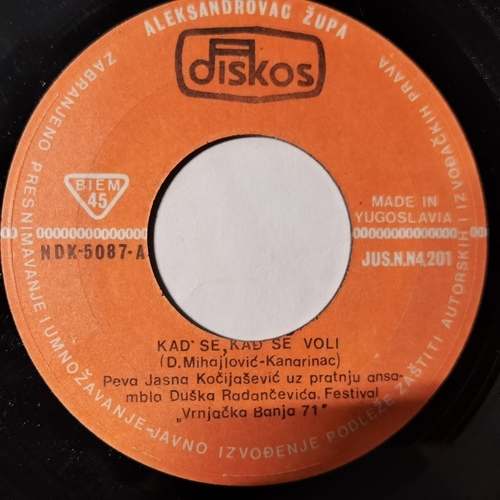 ALEKSANDROVAC ŽUPA
diskos
ZABRANJENO PRESNIMAVANJE I UMNOŽAVANJE-JAVNO IZVOĐENJE PODLEŽE ZAŠTITI AUTORSKIH I IZVOĐAČKIH PRAVA
BIEM
45
MADE IN
YUGOSLAVIA
NDK-5087-A
JUS.N.N4,201
KAD SE, KAD SE VOLI
(D.Mihajlović-Kanarinac)
Peva Jasna Kočijašević uz pratnju ansa-
mbla Duška Radančevića. Festival
„Vrnjačka Banja 71"